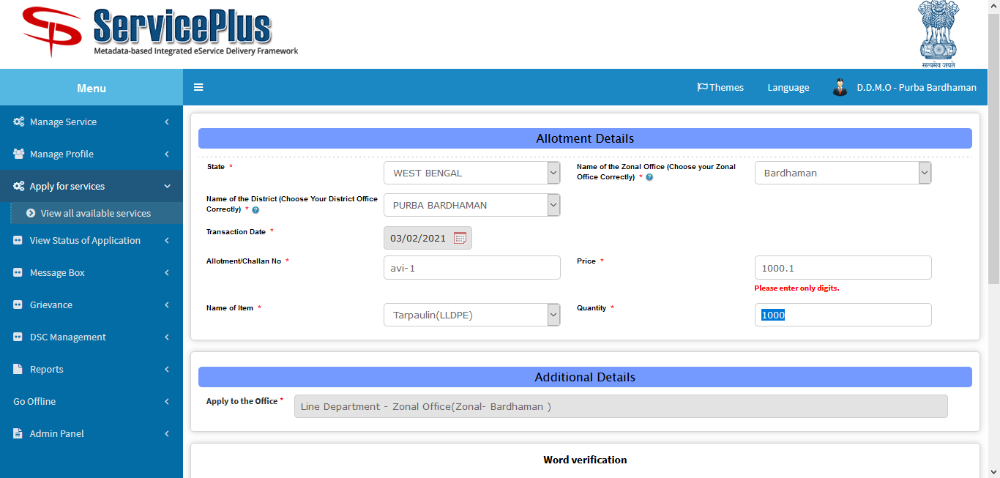 ServicePlus
Metadata-based Integrated eService Delivery Framework
सत्यमेव जयते
Menu
Themes
Language
D.D.M.O - Purba Bardhaman
Manage Service
Manage Profile
Apply for services
View all available services
View Status of Application
Message Box
Grievance
DSC Management
Reports
Go Offline
Admin Panel
Allotment Details
State *
WEST BENGAL
Name of the Zonal Office (Choose your Zonal
Office Correctly) * ?
Bardhaman
Name of the District (Choose Your District Office
Correctly) * ?
PURBA BARDHAMAN
Transaction Date *
03/02/2021
Allotment/Challan No *
avi-1
Price *
1000.1
Please enter only digits.
Name of Item *
Tarpaulin(LLDPE)
Quantity *
1000
Additional Details
Apply to the Office *
Line Department - Zonal Office(Zonal- Bardhaman )
Word verification